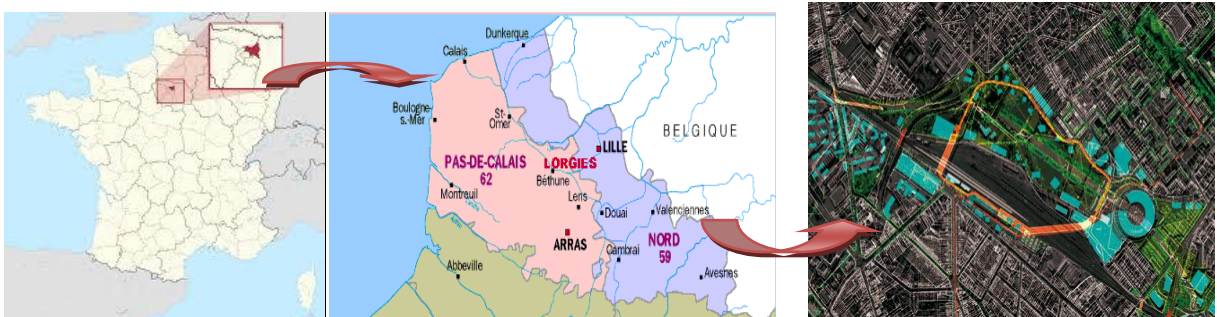 Dunkerque
Calais
Boulogne-
s.-Mer
St-
Omer
BELGIQUE
LILLE
PAS-DE-CALAIS
62
LORGIES
Béthune
Montreuil
Lens
Douai
Valenciennes
ARRAS
NORD
59
Cambrai
Abbeville
Avesnes